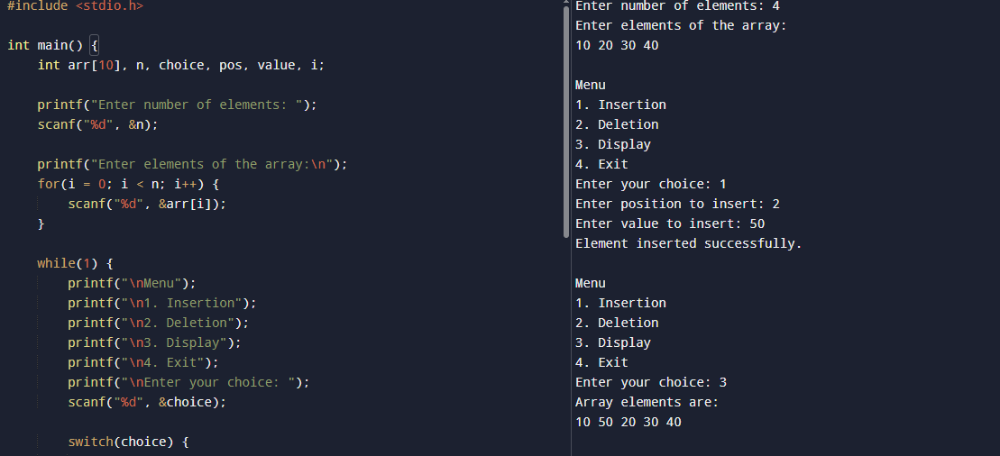 #include <stdio.h>

int main() {
    int arr[10], n, choice, pos, value, i;

    printf("Enter number of elements: ");
    scanf("%d", &n);

    printf("Enter elements of the array:\n");
    for(i = 0; i < n; i++) {
        scanf("%d", &arr[i]);
    }

    while(1) {
        printf("\nMenu");
        printf("\n1. Insertion");
        printf("\n2. Deletion");
        printf("\n3. Display");
        printf("\n4. Exit");
        printf("\nEnter your choice: ");
        scanf("%d", &choice);

        switch(choice) {
Enter number of elements: 4
Enter elements of the array:
10 20 30 40

Menu
1. Insertion
2. Deletion
3. Display
4. Exit
Enter your choice: 1
Enter position to insert: 2
Enter value to insert: 50
Element inserted successfully.

Menu
1. Insertion
2. Deletion
3. Display
4. Exit
Enter your choice: 3
Array elements are:
10 50 20 30 40